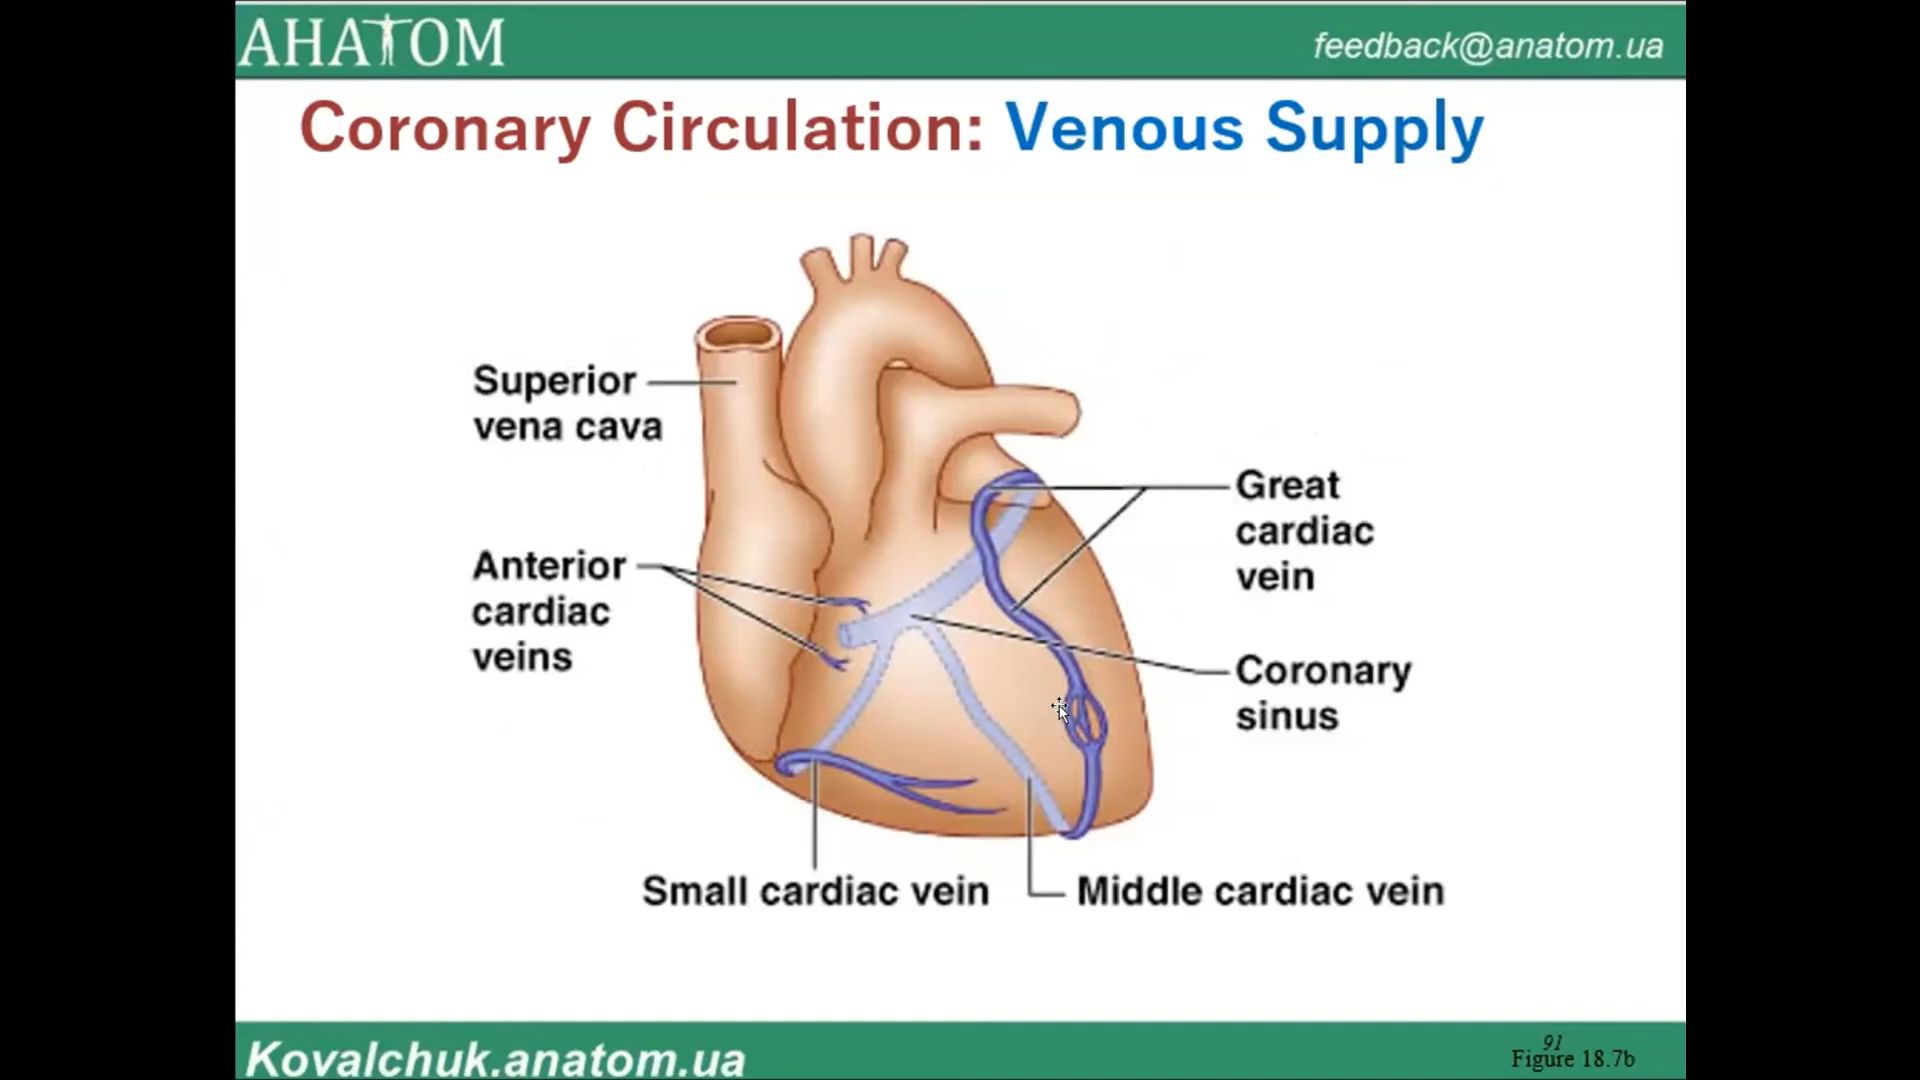 АНАТОМ
feedback@anatom.ua
Coronary Circulation: Venous Supply
Superior
vena cava
Great
cardiac
vein
Anterior
cardiac
veins
Coronary
sinus
Small cardiac vein
Middle cardiac vein
Kovalchuk.anatom.ua
91
Figure 18.7b